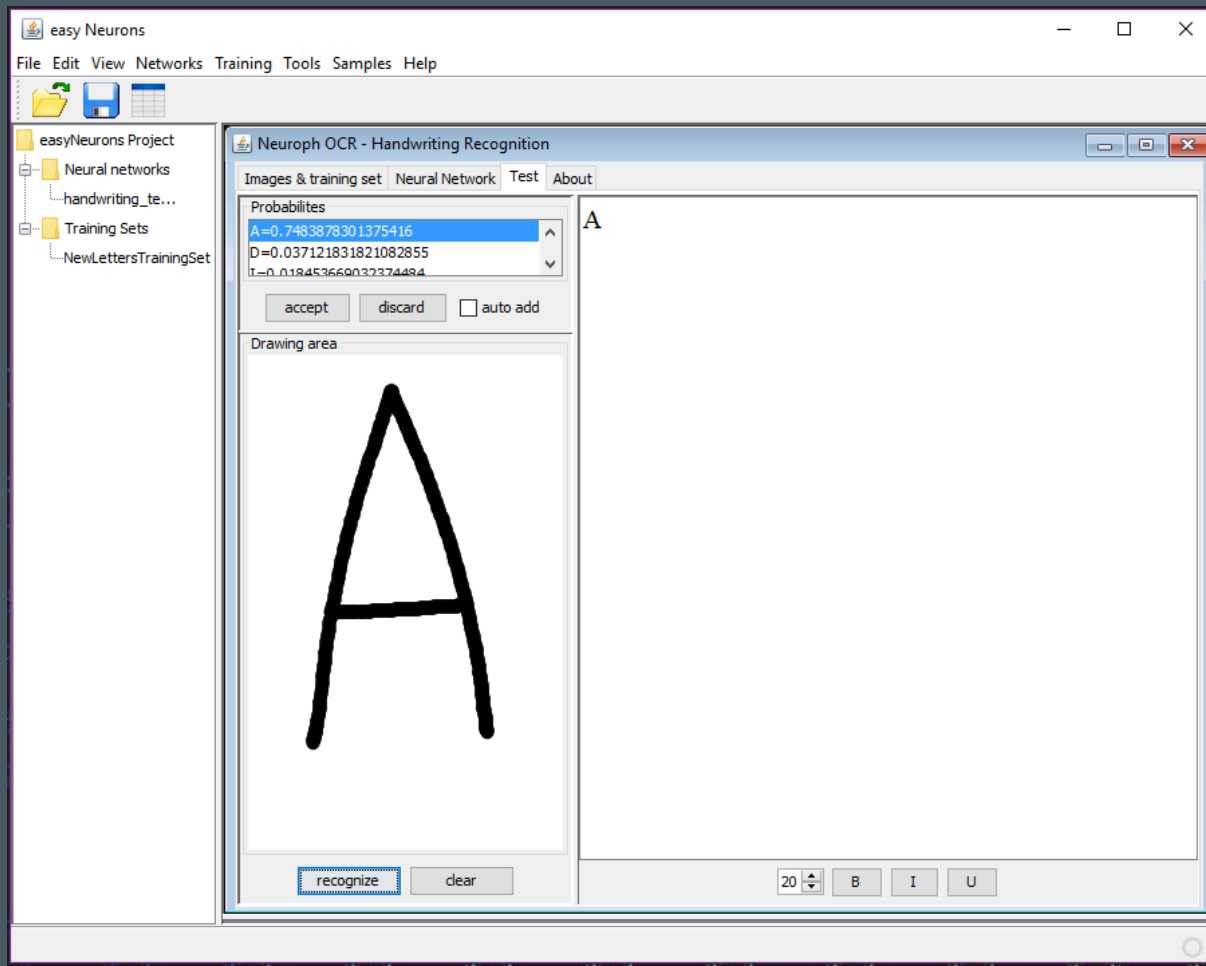 easy Neurons
File Edit View Networks Training Tools Samples Help
easyNeurons Project
Neural networks
handwriting_te...
Training Sets
NewLettersTrainingSet
Neuroph OCR - Handwriting Recognition
Images & training set Neural Network Test About
Probabilites
A=0.7483878301375416
D=0.037121831821082855
I=0.018453669032374484
accept discard auto add
Drawing area
A
A
recognize clear
20 B I U